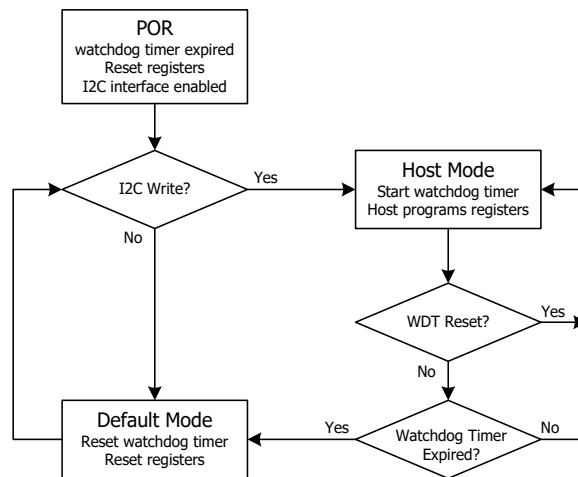 POR
watchdog timer expired
Reset registers
I2C interface enabled
I2C Write?
Yes
No
Host Mode
Start watchdog timer
Host programs registers
WDT Reset?
Yes
No
Watchdog Timer
Expired?
Yes
No
Default Mode
Reset watchdog timer
Reset registers